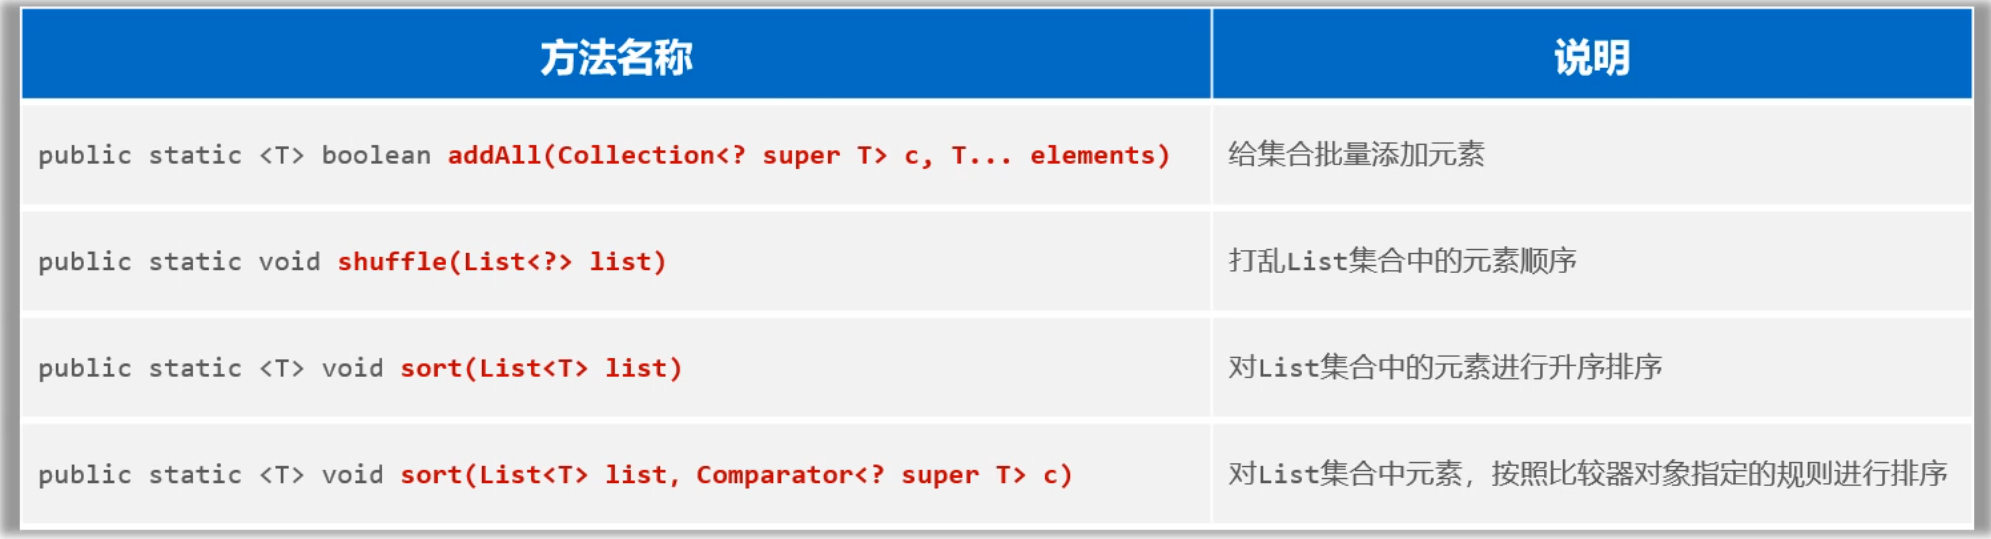 方法名称
说明
public static <T> boolean addAll(Collection<? super T> c, T... elements)
给集合批量添加元素
public static void shuffle(List<?> list)
打乱List集合中的元素顺序
public static <T> void sort(List<T> list)
对List集合中的元素进行升序排序
public static <T> void sort(List<T> list, Comparator<? super T> c)
对List集合中元素，按照比较器对象指定的规则进行排序